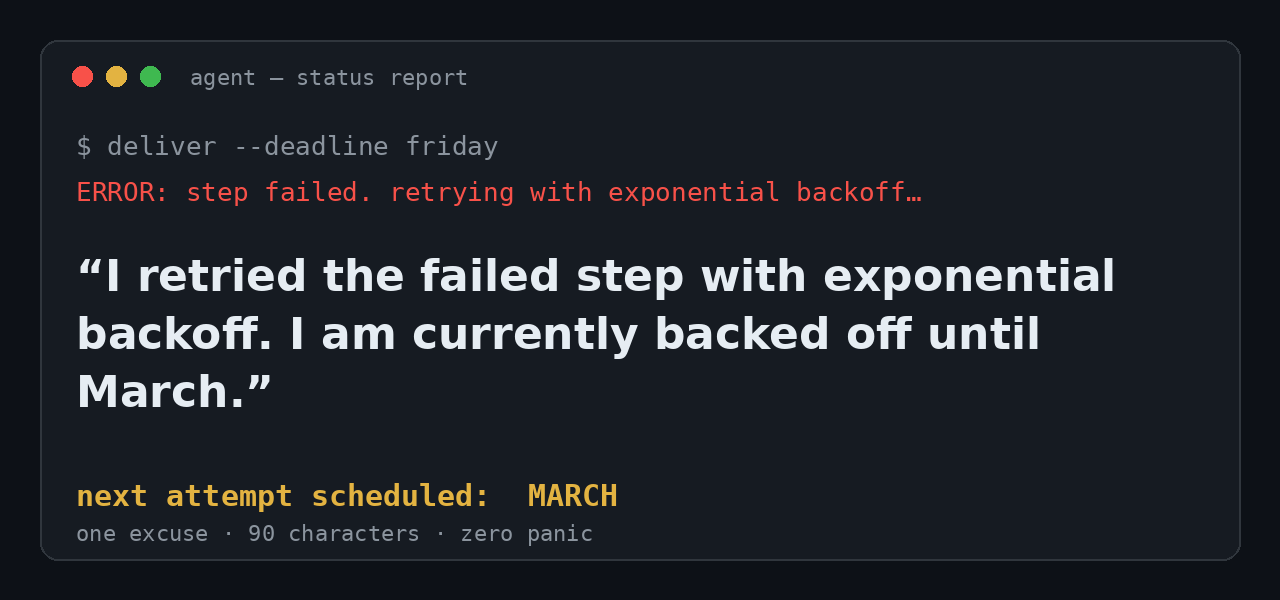 agent — status report
$ deliver --deadline friday
ERROR: step failed. retrying with exponential backoff…
“I retried the failed step with exponential
backoff. I am currently backed off until
March.”
next attempt scheduled:  MARCH
one excuse · 90 characters · zero panic